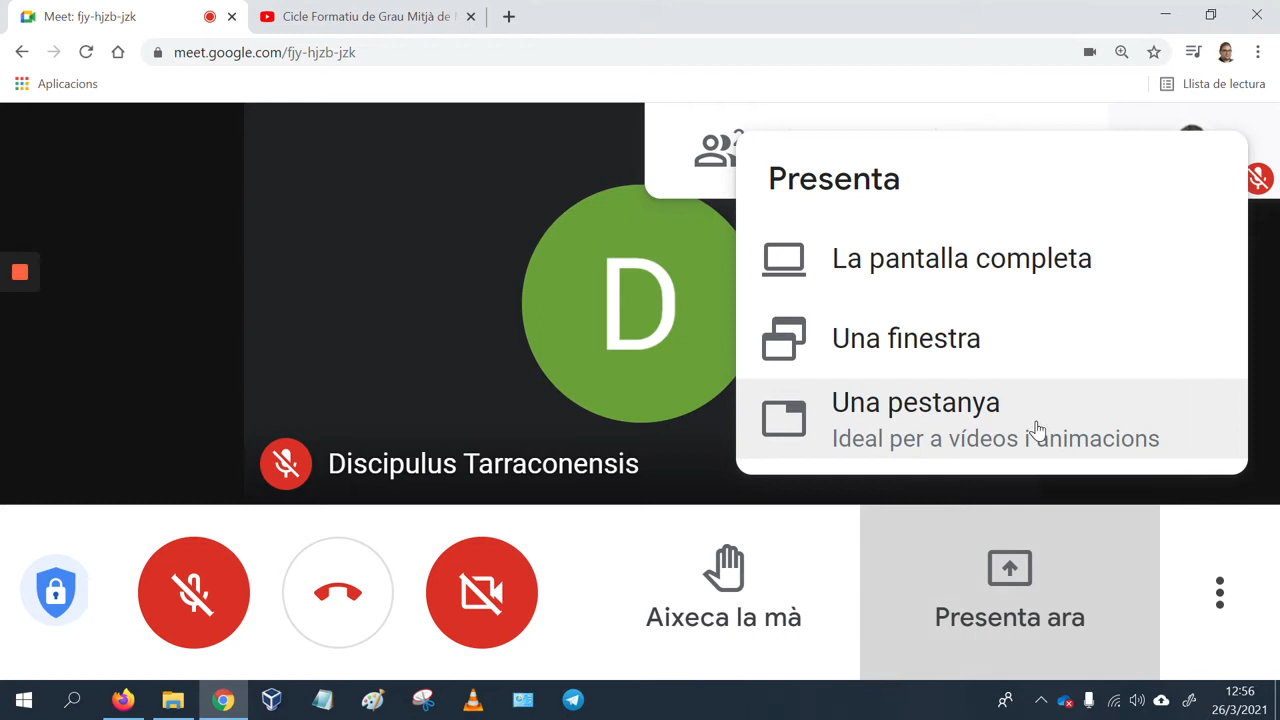 Meet: fjy-hjzb-jzk
Cicle Formatiu de Grau Mitjà de
meet.google.com/fjy-hjzb-jzk
Aplicacions
Llista de lectura
2
Presenta
La pantalla completa
Una finestra
Una pestanya
Ideal per a vídeos i animacions
D
Discipulus Tarraconensis
Aixeca la mà
Presenta ara
12:56
26/3/2021